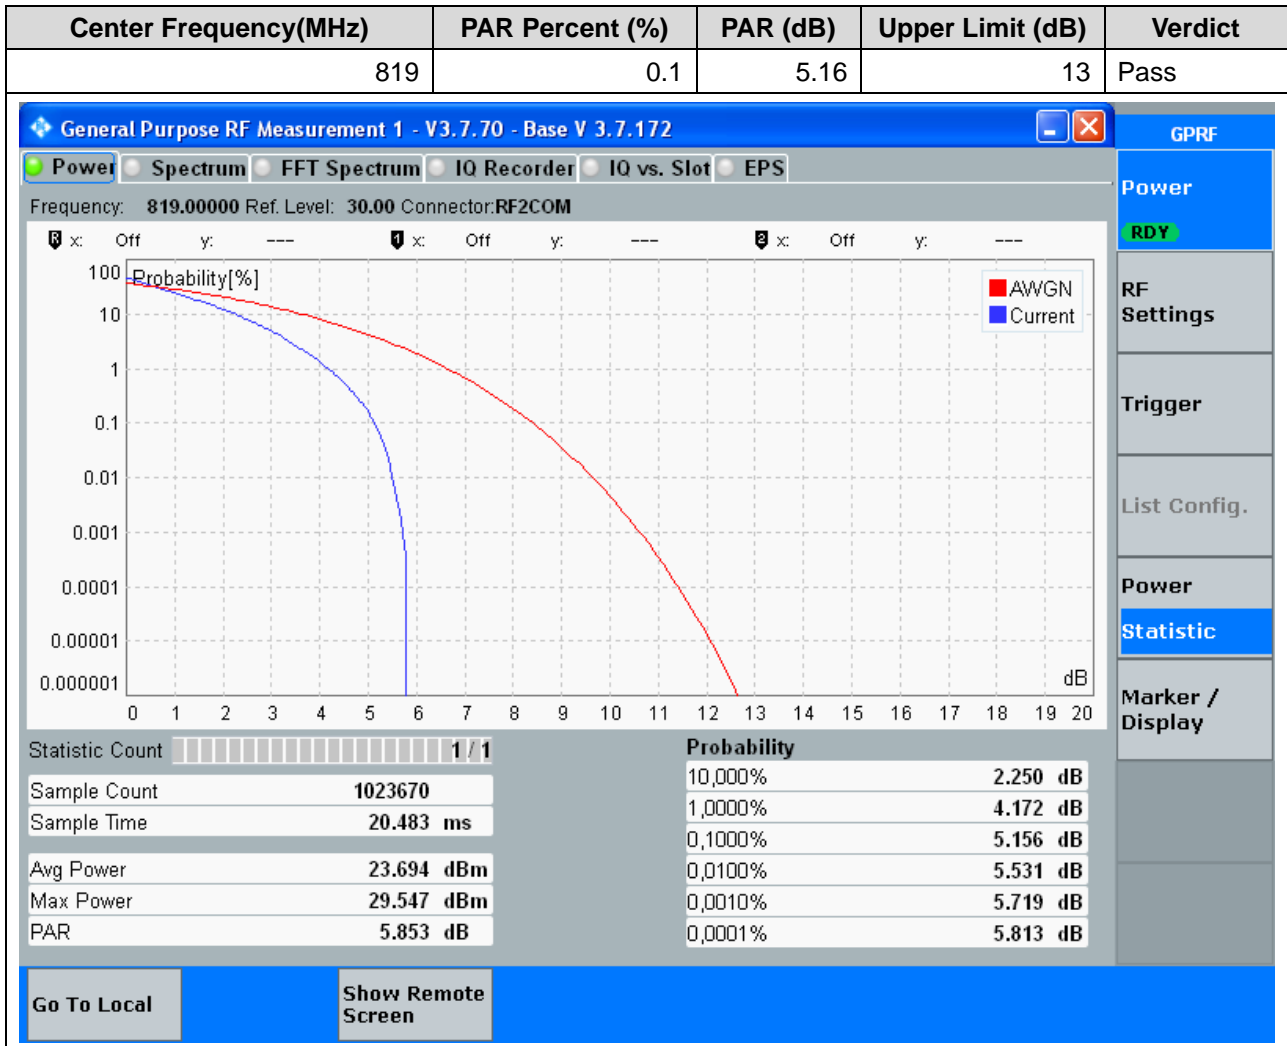 Center Frequency(MHz) PAR Percent (%) PAR (dB) Upper Limit (dB) Verdict
819 0.1 5.16 13 Pass
General Purpose RF Measurement 1 - V3.7.70 - Base V 3.7.172
GPRF
Power Spectrum FFT Spectrum IQ Recorder IQ vs. Slot EPS
Frequency: 819.00000 Ref. Level: 30.00 Connector:RF2COM
R x: Off y: --- 1 x: Off y: --- 2 x: Off y: ---
Probability[%]
AWGN
Current
100
10
1
0.1
0.01
0.001
0.0001
0.00001
0.000001
dB
0 1 2 3 4 5 6 7 8 9 10 11 12 13 14 15 16 17 18 19 20
Statistic Count 1 / 1
Sample Count 1023670
Sample Time 20.483 ms
Avg Power 23.694 dBm
Max Power 29.547 dBm
PAR 5.853 dB
Probability
10,000% 2.250 dB
1,0000% 4.172 dB
0,1000% 5.156 dB
0,0100% 5.531 dB
0,0010% 5.719 dB
0,0001% 5.813 dB
Power
RDY
RF
Settings
Trigger
List Config.
Power
Statistic
Marker /
Display
Go To Local
Show Remote
Screen